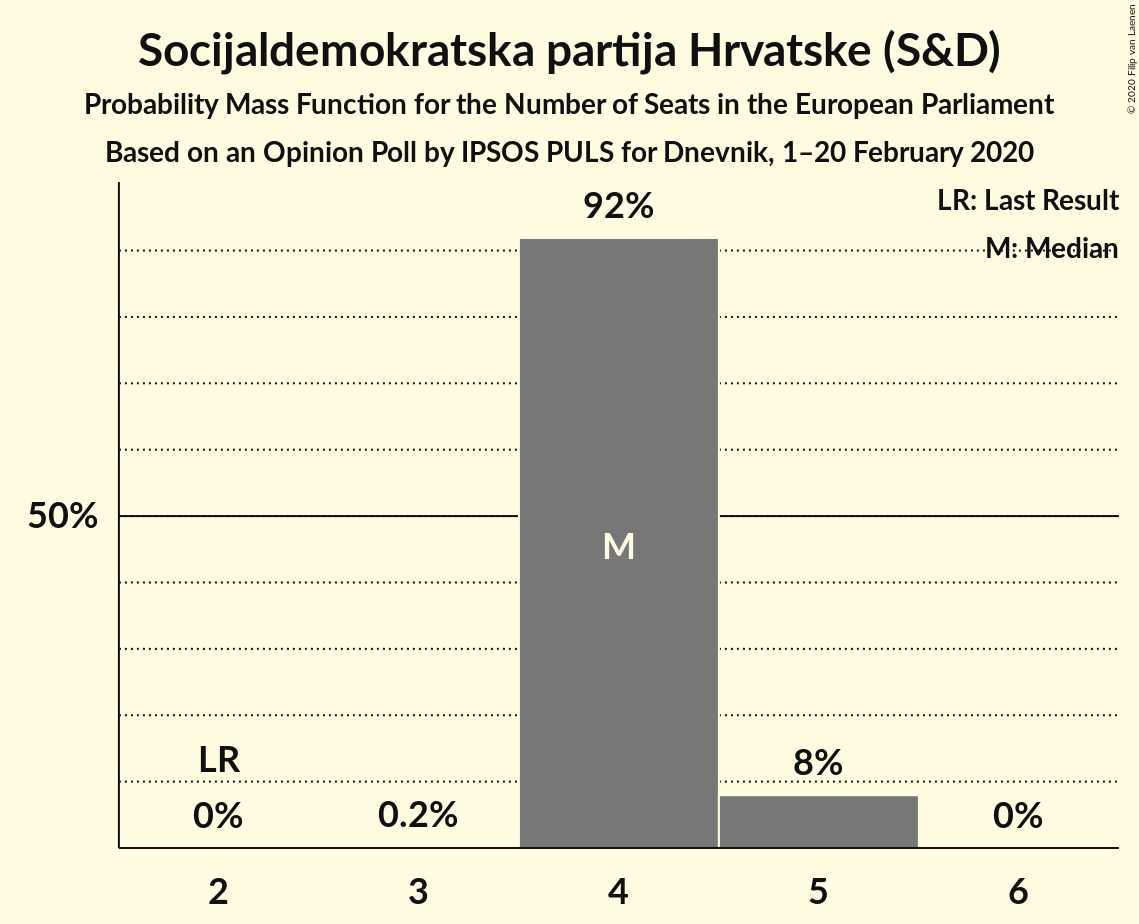 Socijaldemokratska partija Hrvatske (S&D)
Probability Mass Function for the Number of Seats in the European Parliament
Based on an Opinion Poll by IPSOS PULS for Dnevnik, 1–20 February 2020
© 2020 Filip van Laenen
LR: Last Result
M: Median
92%
50%
M
LR
8%
0%
0.2%
0%
2
3
4
5
6